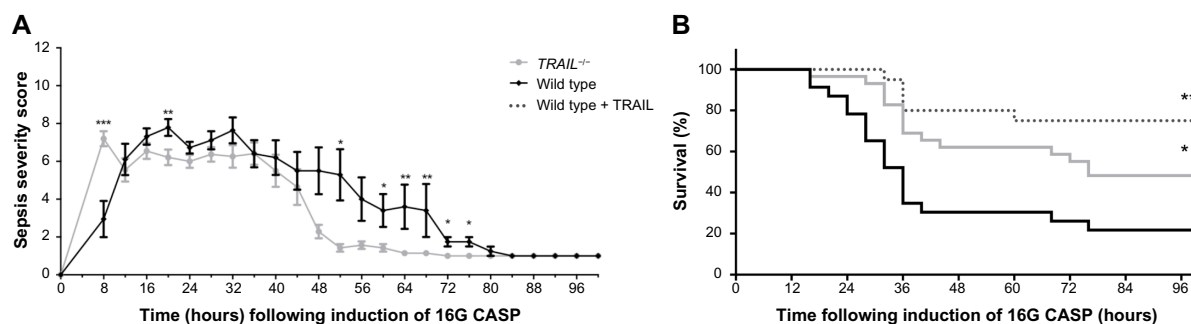 A
12
10
8
6
4
2
0
Sepsis severity score
***
**
*
*
**
**
*
*
0 8 16 24 32 40 48 56 64 72 80 88 96
Time (hours) following induction of 16G CASP
TRAIL–/–
Wild type
Wild type + TRAIL
B
100
80
60
40
20
0
Survival (%)
**
*
0 12 24 36 48 60 72 84 96
Time following induction of 16G CASP (hours)